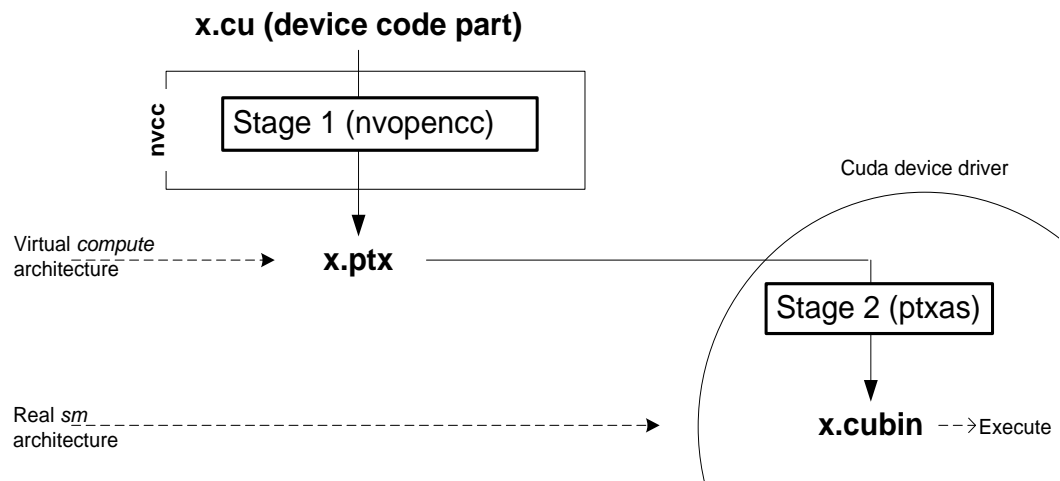 x.cu (device code part)
nvcc
Stage 1 (nvopencc)
Cuda device driver
Virtual compute
architecture
x.ptx
Stage 2 (ptxas)
Real sm
architecture
x.cubin
Execute